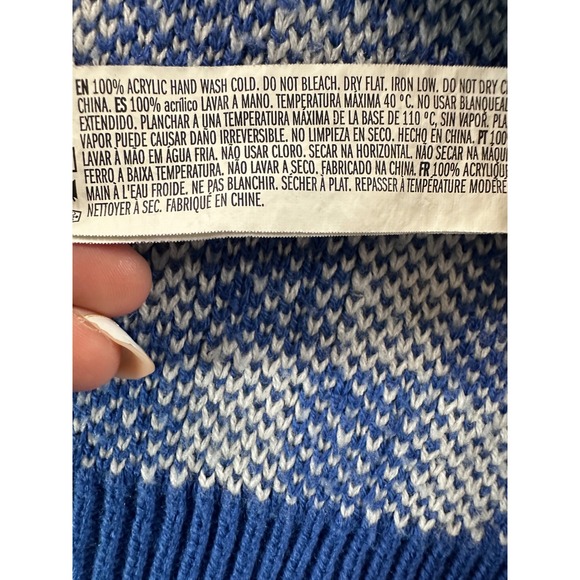 EN 100% ACRYLIC HAND WASH COLD. DO NOT BLEACH. DRY FLAT. IRON LOW. DO NOT DRY C
CHINA. ES 100% acrílico LAVAR A MANO. TEMPERATURA MÁXIMA 40 ºC. NO USAR BLANQUEA
EXTENDIDO. PLANCHAR A UNA TEMPERATURA MÁXIMA DE LA BASE DE 110 ºC, SIN VAPOR. PLA
VAPOR PUEDE CAUSAR DAÑO IRREVERSIBLE. NO LIMPIEZA EN SECO. HECHO EN CHINA. PT 100
LAVAR À MÃO EM ÁGUA FRIA. NÃO USAR CLORO. SECAR NA HORIZONTAL. NÃO SECAR NA MÁQU
FERRO A BAIXA TEMPERATURA. NÃO LAVAR À SECO. FABRICADO NA CHINA. FR 100% ACRYLIQU
MAIN À L'EAU FROIDE. NE PAS BLANCHIR. SÉCHER À PLAT. REPASSER À TEMPÉRATURE MODÉRÉ
NETTOYER À SEC. FABRIQUÉ EN CHINE.